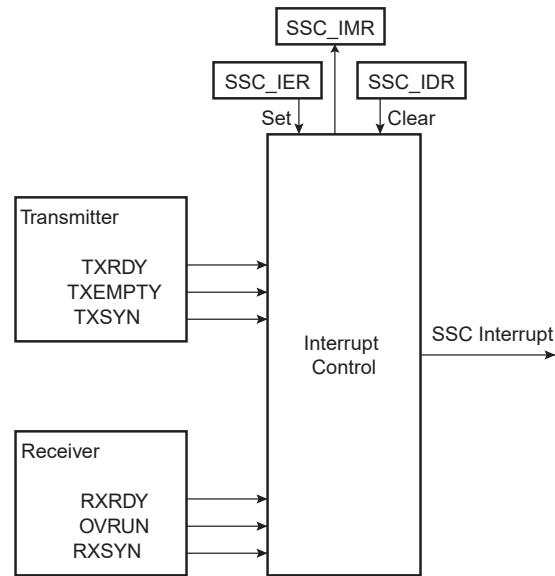 SSC_IMR
SSC_IER
SSC_IDR
Set
Clear
Transmitter
TXRDY
TXEMPTY
TXSYN
Interrupt
Control
SSC Interrupt
Receiver
RXRDY
OVRUN
RXSYN